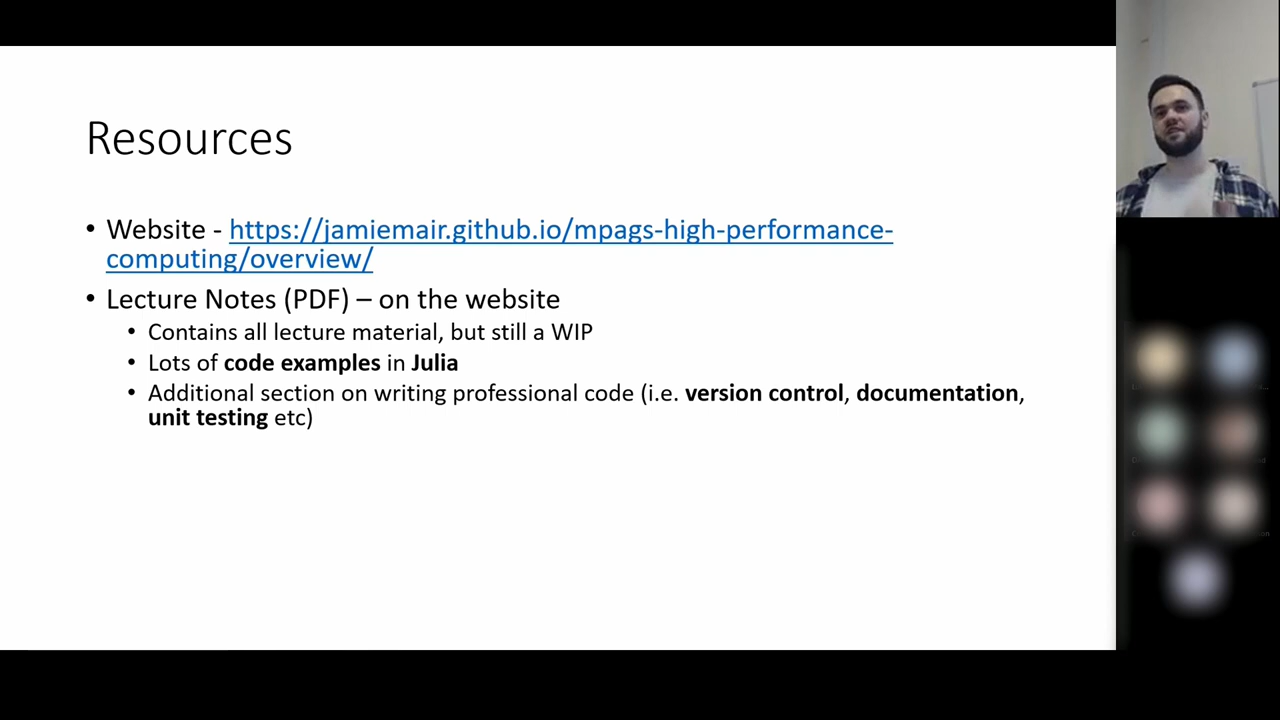 Resources
• Website - https://jamiemair.github.io/mpags-high-performance-
computing/overview/
• Lecture Notes (PDF) – on the website
• Contains all lecture material, but still a WIP
• Lots of code examples in Julia
• Additional section on writing professional code (i.e. version control, documentation,
unit testing etc)